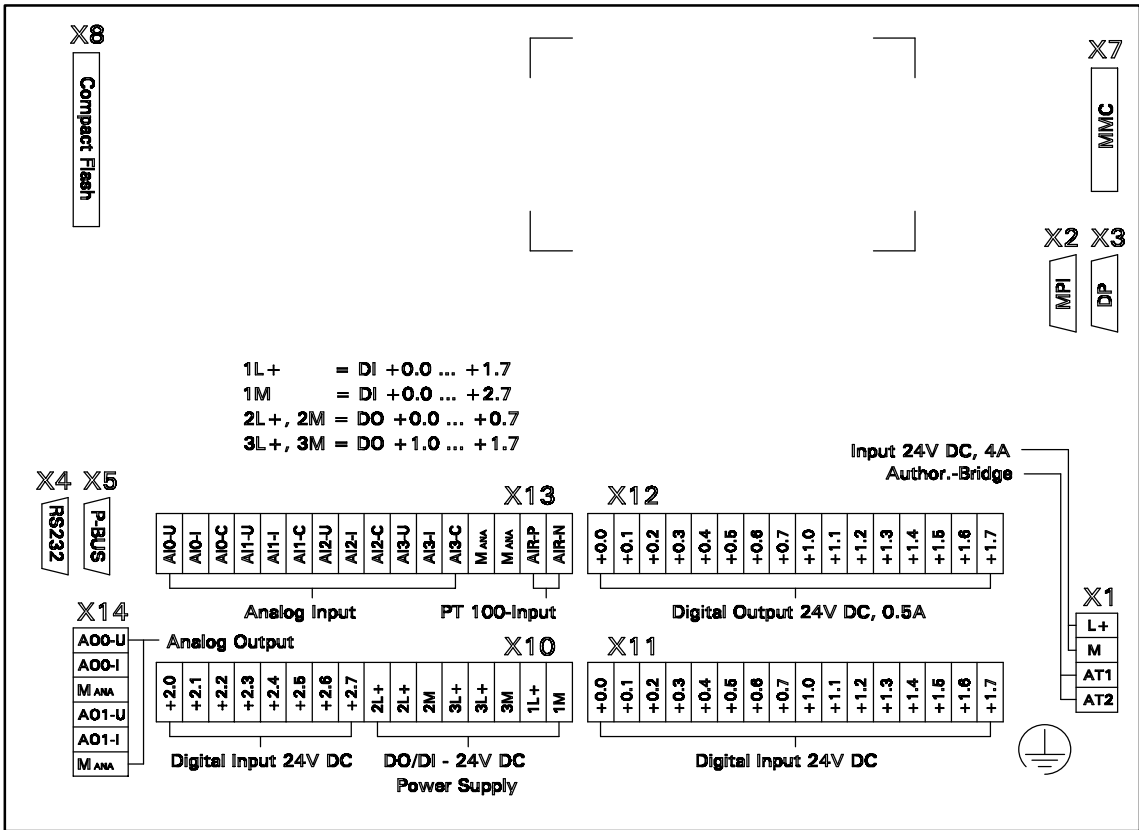 X8
Compact Flash
X7
MMC
X2 X3
MPI
DP
1L+ = DI +0.0 ... +1.7
1M = DI +0.0 ... +2.7
2L+, 2M = DO +0.0 ... +0.7
3L+, 3M = DO +1.0 ... +1.7
Input 24V DC, 4A
Author.-Bridge
X4 X5
RS232
P-BUS
X13
AI0-U AI0-I AI0-C AI1-U AI1-I AI1-C AI2-U AI2-I AI2-C AI3-U AI3-I AI3-C M ANA M ANA AIR-P AIR-N
Analog Input
PT 100-Input
X12
+0.0 +0.1 +0.2 +0.3 +0.4 +0.5 +0.6 +0.7 +1.0 +1.1 +1.2 +1.3 +1.4 +1.5 +1.6 +1.7
Digital Output 24V DC, 0.5A
X1
L+
M
AT1
AT2
X14
AO0-U
AO0-I
M ANA
AO1-U
AO1-I
M ANA
Analog Output
X10
+2.0 +2.1 +2.2 +2.3 +2.4 +2.5 +2.6 +2.7 2L+ 2L+ 2M 3L+ 3L+ 3M 1L+ 1M
Digital Input 24V DC
DO/DI - 24V DC
Power Supply
X11
+0.0 +0.1 +0.2 +0.3 +0.4 +0.5 +0.6 +0.7 +1.0 +1.1 +1.2 +1.3 +1.4 +1.5 +1.6 +1.7
Digital Input 24V DC